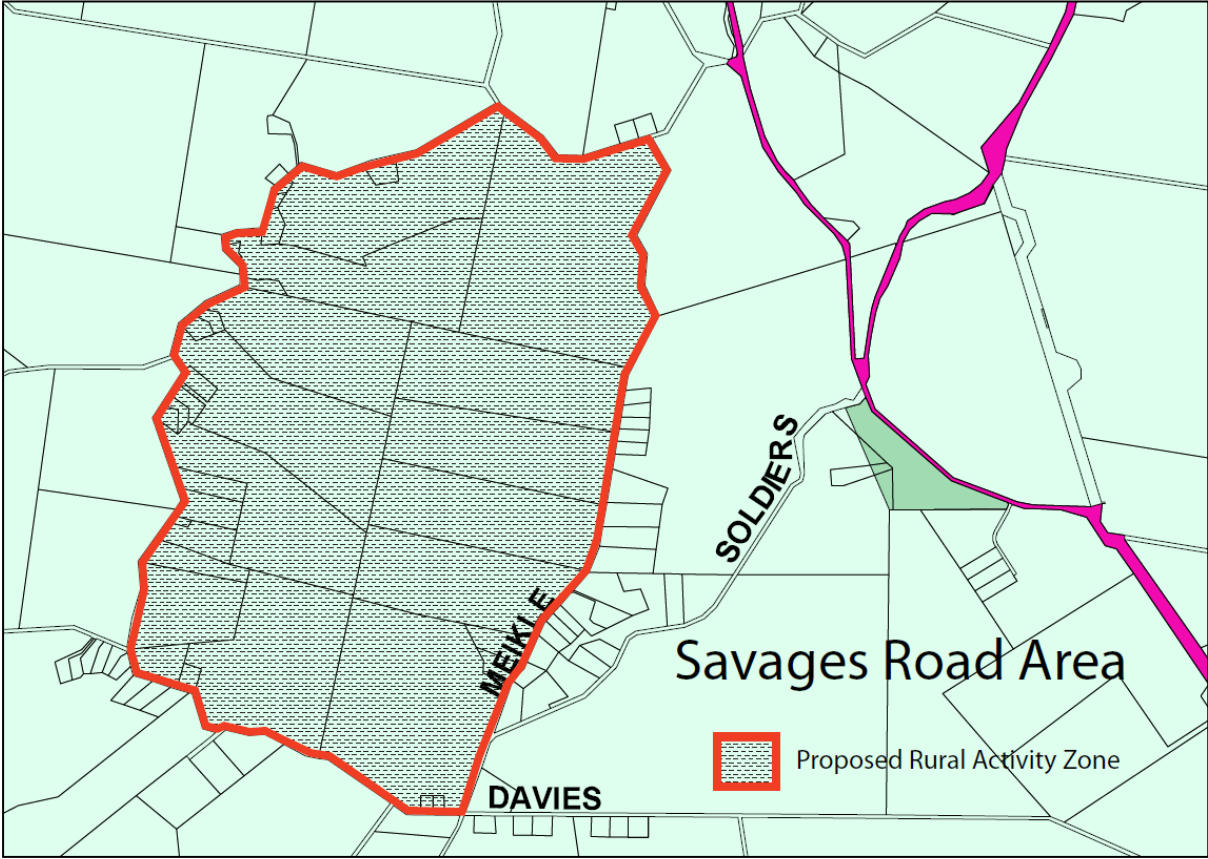 SOLDIERS
MEIKLE
Savages Road Area
Proposed Rural Activity Zone
DAVIES